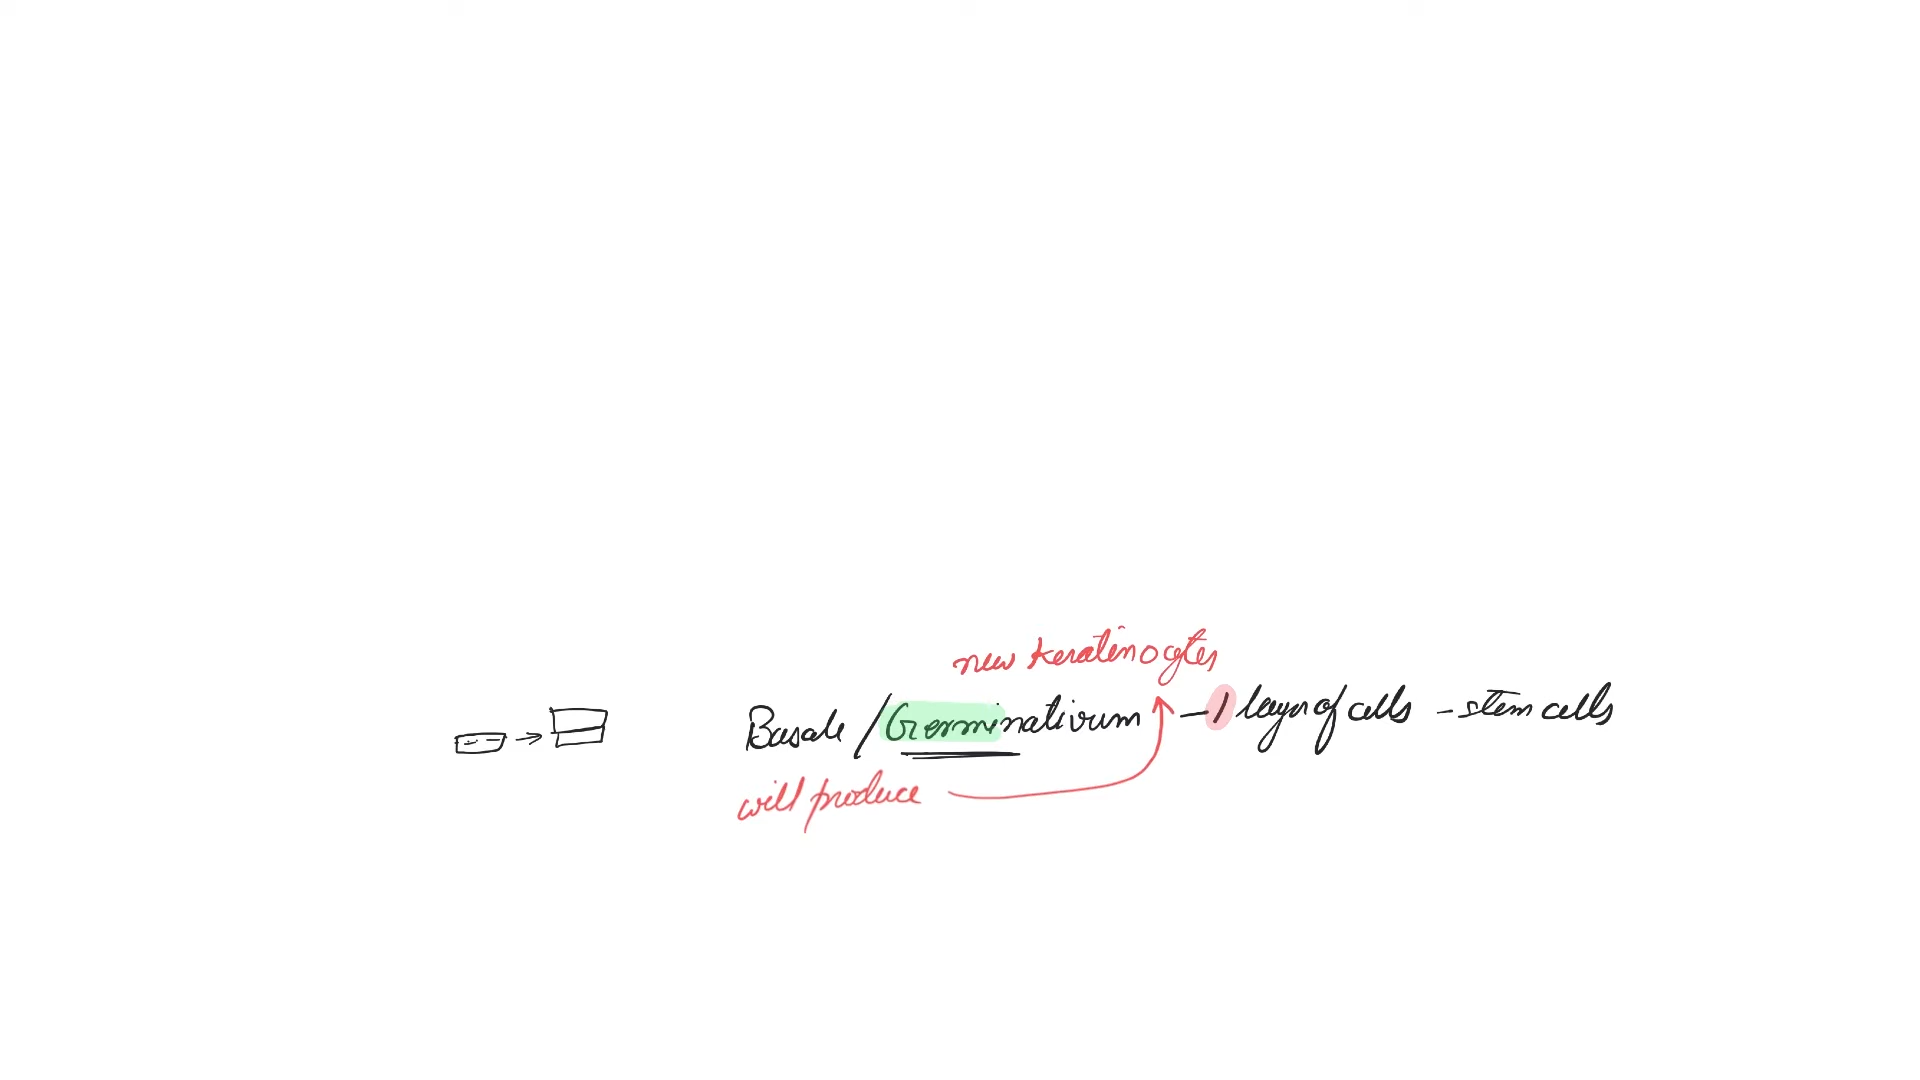 new keratinocytes
Basale / Germinativum - 1 layer of cells - stem cells
will produce